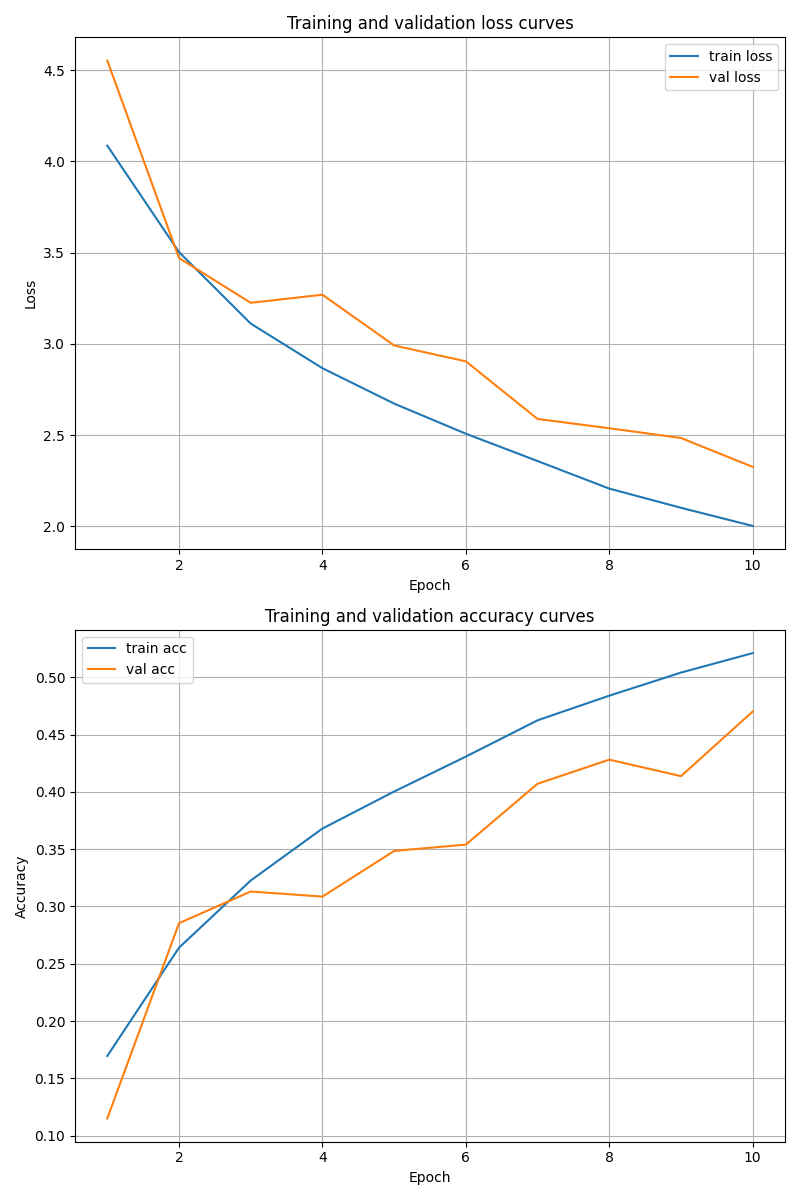 Training and validation loss curves
train loss
val loss
4.5
4.0
3.5
3.0
2.5
2.0
Loss
2 4 6 8 10
Epoch
Training and validation accuracy curves
train acc
val acc
0.50
0.45
0.40
0.35
0.30
0.25
0.20
0.15
0.10
Accuracy
2 4 6 8 10
Epoch